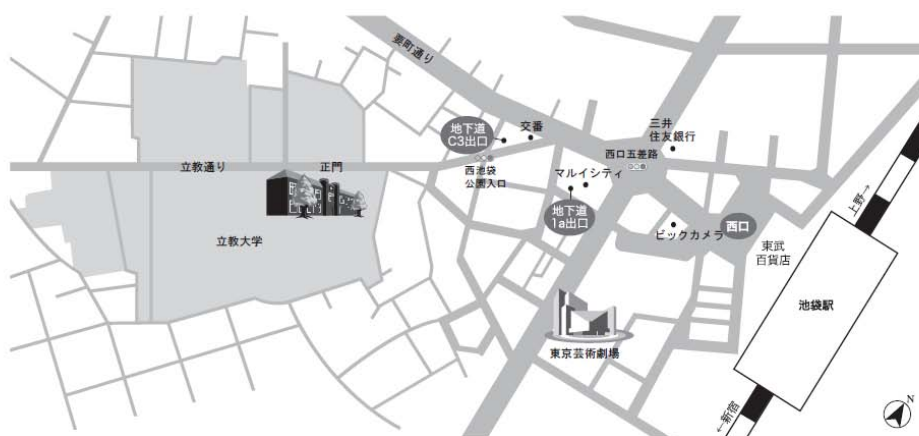 要町通り
三井
住友銀行
交番
地下道
C3出口
西口五差路
立教通り
正門
西池袋
公園入口
マルイシティ
地下道
1a出口
ビックカメラ
西口
上野→
立教大学
東武
百貨店
池袋駅
東京芸術劇場
←新宿
N